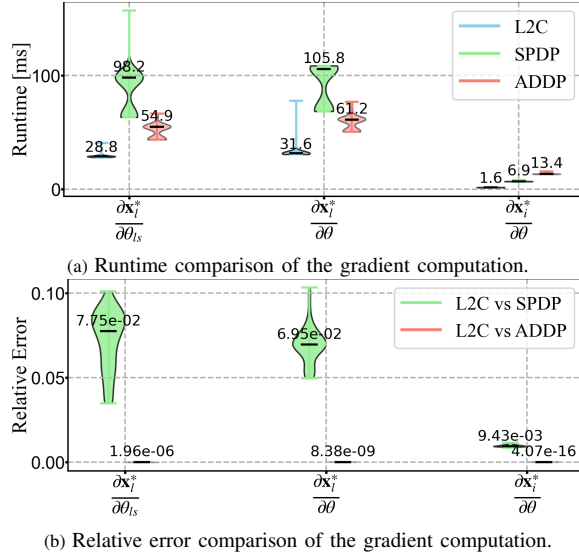 Runtime [ms]
100
0
L2C
SPDP
ADDP
28.8
98.2
54.9
31.6
105.8
61.2
1.6
6.9
13.4
∂x*_l
∂θ_ls
∂x*_l
∂θ
∂x*_i
∂θ
(a) Runtime comparison of the gradient computation.
Relative Error
0.10
0.05
0.00
L2C vs SPDP
L2C vs ADDP
7.75e-02
1.96e-06
6.95e-02
8.38e-09
9.43e-03
4.07e-16
∂x*_l
∂θ_ls
∂x*_l
∂θ
∂x*_i
∂θ
(b) Relative error comparison of the gradient computation.